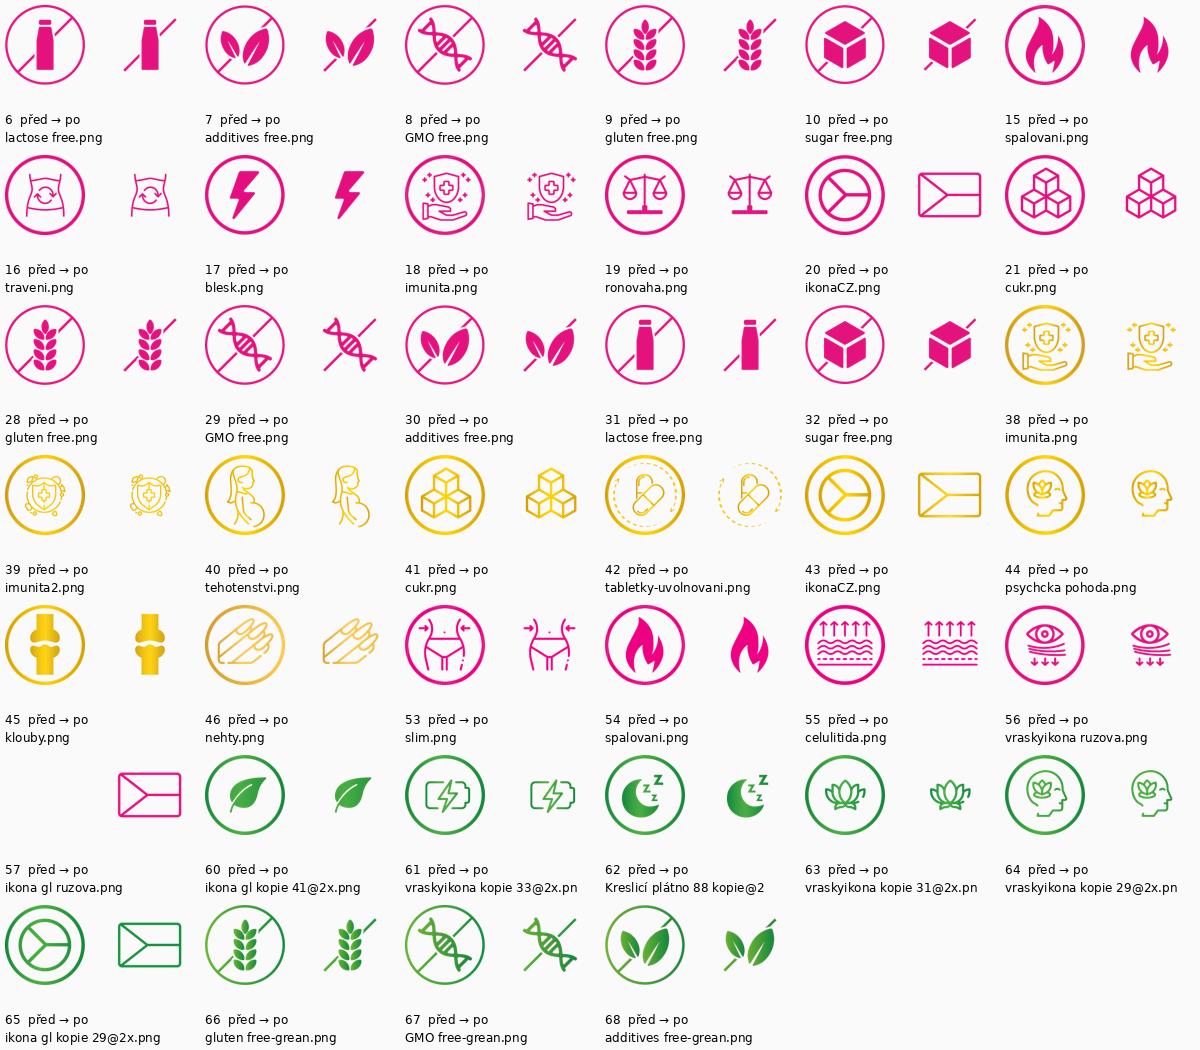 6 před → po
lactose free.png
7 před → po
additives free.png
8 před → po
GMO free.png
9 před → po
gluten free.png
10 před → po
sugar free.png
15 před → po
spalovani.png
16 před → po
traveni.png
17 před → po
blesk.png
18 před → po
imunita.png
19 před → po
ronovaha.png
20 před → po
ikonaCZ.png
21 před → po
cukr.png
28 před → po
gluten free.png
29 před → po
GMO free.png
30 před → po
additives free.png
31 před → po
lactose free.png
32 před → po
sugar free.png
38 před → po
imunita.png
39 před → po
imunita2.png
40 před → po
tehotenstvi.png
41 před → po
cukr.png
42 před → po
tabletky-uvolnovani.png
43 před → po
ikonaCZ.png
44 před → po
psychcka pohoda.png
45 před → po
klouby.png
46 před → po
nehty.png
53 před → po
slim.png
54 před → po
spalovani.png
55 před → po
celulitida.png
56 před → po
vraskyikona ruzova.png
z z z
57 před → po
ikona gl ruzova.png
60 před → po
ikona gl kopie 41@2x.png
61 před → po
vraskyikona kopie 33@2x.pn
62 před → po
Kreslicí plátno 88 kopie@2
63 před → po
vraskyikona kopie 31@2x.pn
64 před → po
vraskyikona kopie 29@2x.pn
65 před → po
ikona gl kopie 29@2x.png
66 před → po
gluten free-grean.png
67 před → po
GMO free-grean.png
68 před → po
additives free-grean.png